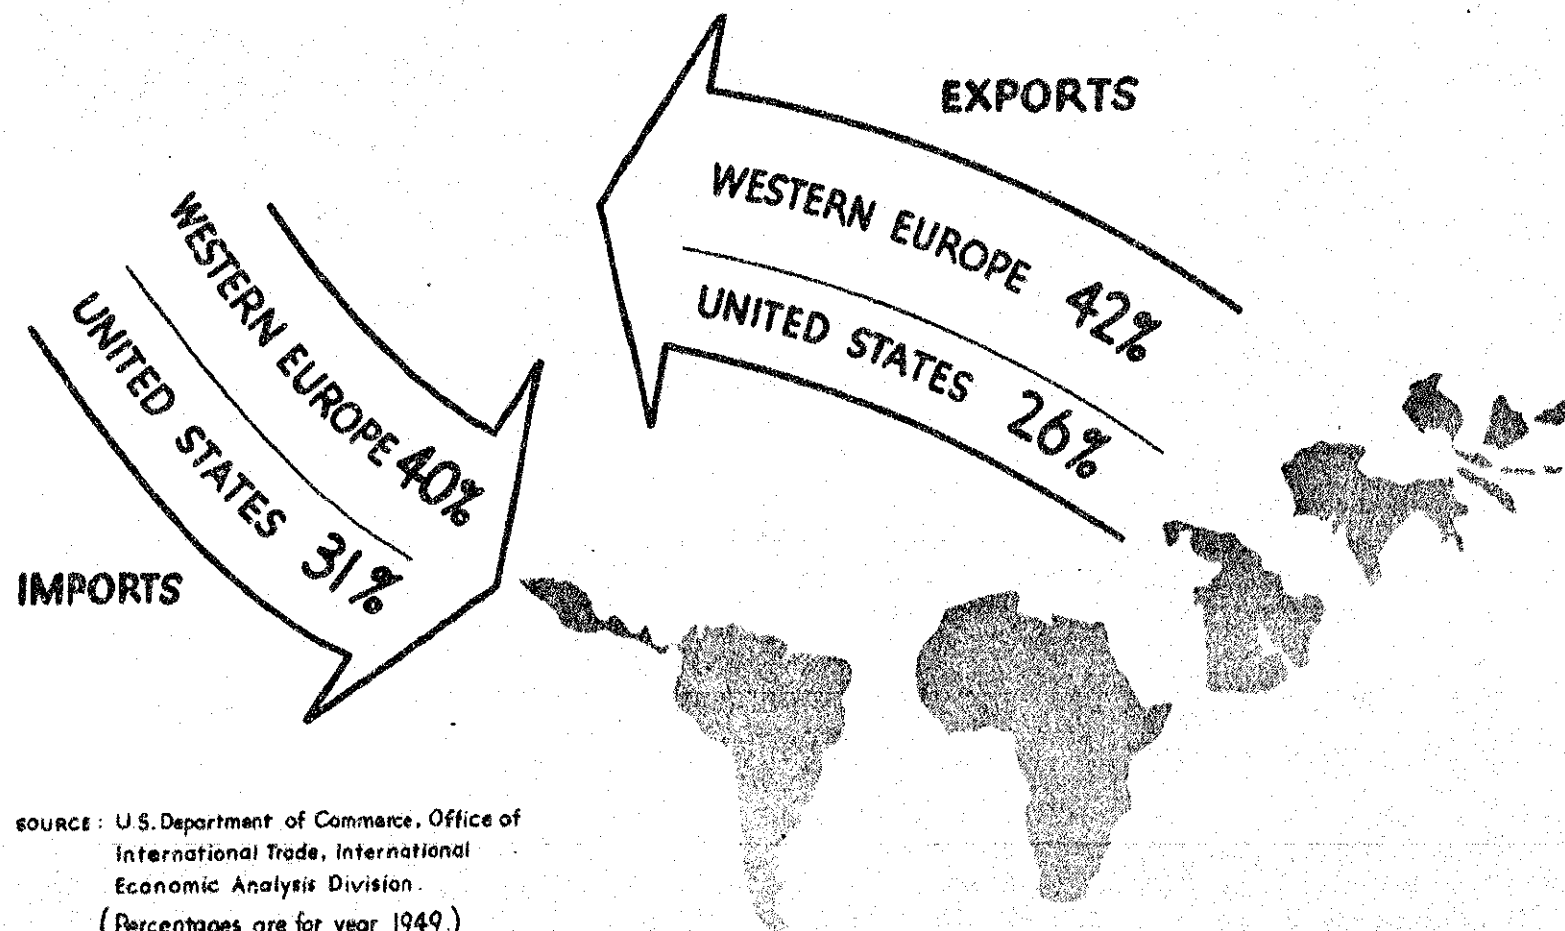 EXPORTS
WESTERN EUROPE 42%
UNITED STATES 26%
WESTERN EUROPE 40%
UNITED STATES 31%
IMPORTS
SOURCE: U.S. Department of Commerce, Office of
International Trade, International
Economic Analysis Division.
(Percentages are for year 1949.)